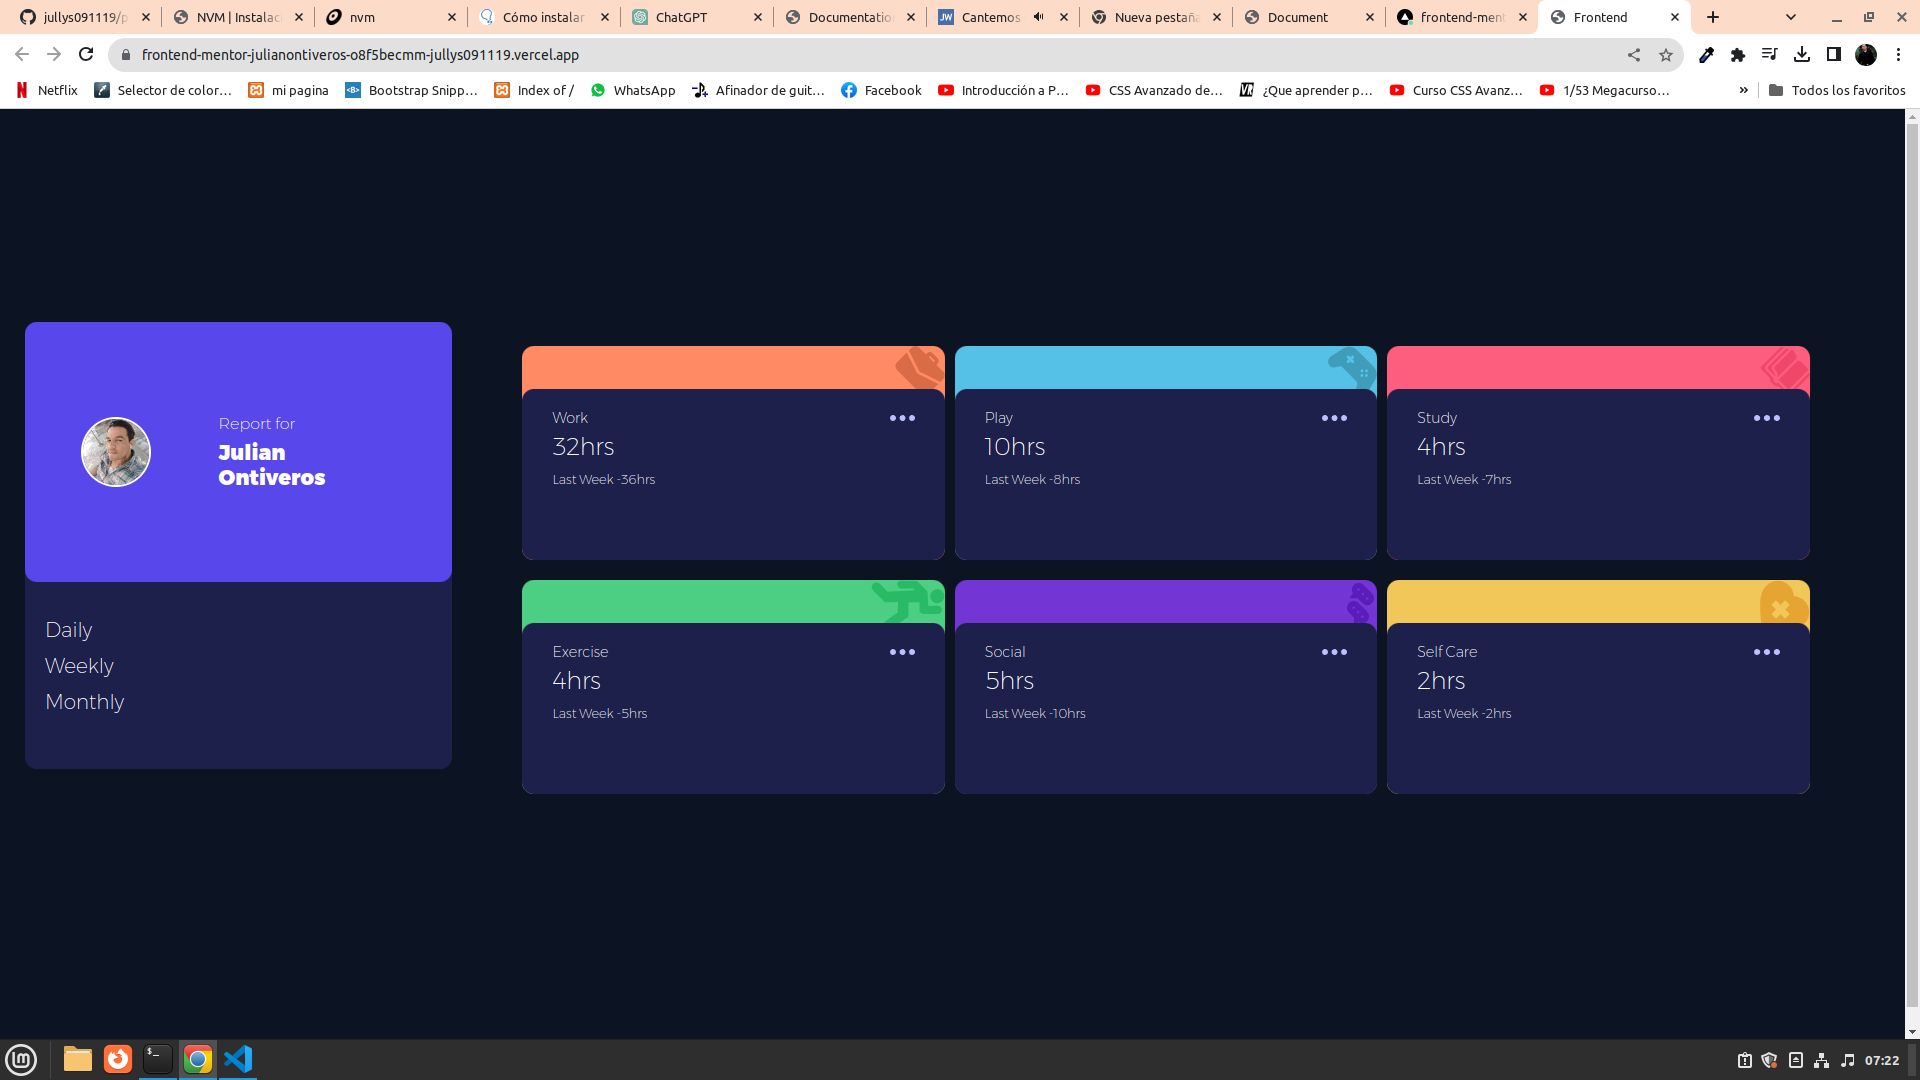 jullys091119/p
NVM | Instalaci
nvm
Cómo instalar
ChatGPT
Documentatio
Cantemos
Nueva pestaña
Document
frontend-ment
Frontend
frontend-mentor-julianontiveros-o8f5becmm-jullys091119.vercel.app
Netflix
Selector de color…
mi pagina
Bootstrap Snipp…
Index of /
WhatsApp
Afinador de guit…
Facebook
Introducción a P…
CSS Avanzado de…
¿Que aprender p…
Curso CSS Avanz…
1/53 Megacurso…
»
Todos los favoritos
Report for
Julian
Ontiveros
Daily
Weekly
Monthly
Work
32hrs
Last Week -36hrs
Play
10hrs
Last Week -8hrs
Study
4hrs
Last Week -7hrs
Exercise
4hrs
Last Week -5hrs
Social
5hrs
Last Week -10hrs
Self Care
2hrs
Last Week -2hrs
07:22